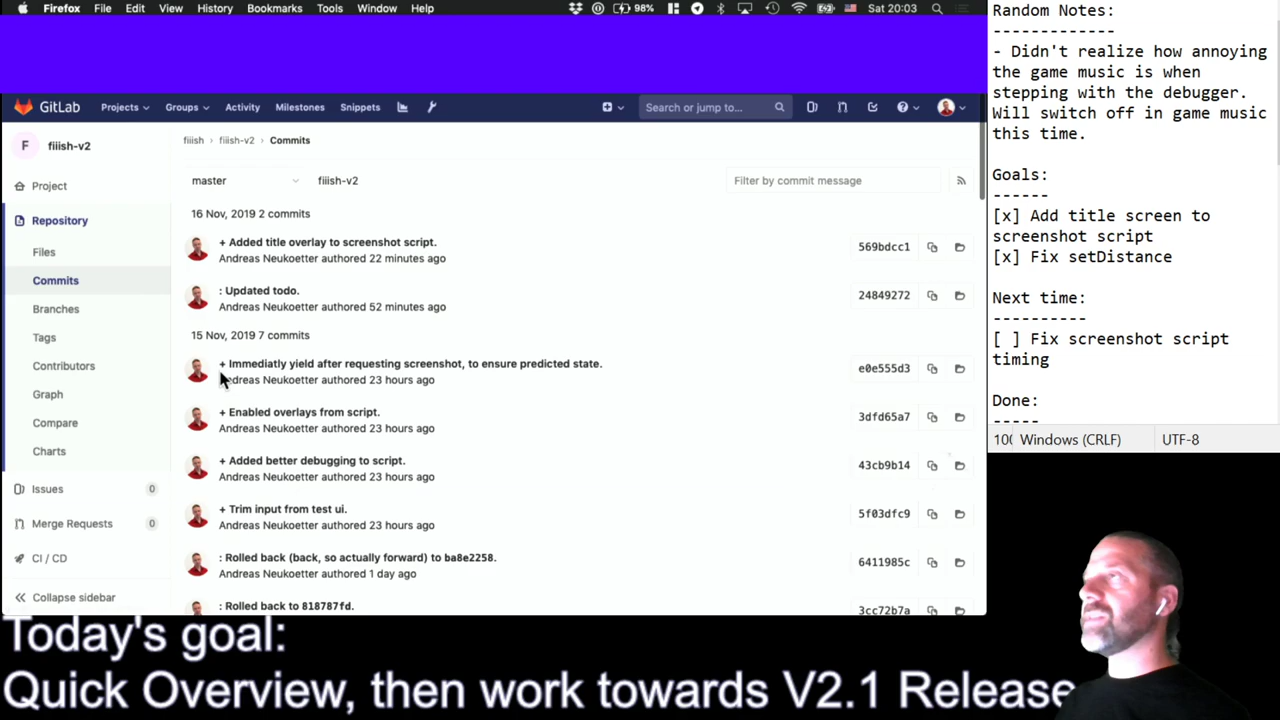 Firefox File Edit View History Bookmarks Tools Window Help 98% Sat 20:03
GitLab Projects Groups Activity Milestones Snippets Search or jump to...
F fiiish-v2
fiiish > fiiish-v2 > Commits
Project
Repository
Files
Commits
Branches
Tags
Contributors
Graph
Compare
Charts
Issues 0
Merge Requests 0
CI / CD
Collapse sidebar
master fiiish-v2 Filter by commit message
16 Nov, 2019 2 commits
+ Added title overlay to screenshot script.
Andreas Neukoetter authored 22 minutes ago
569bdcc1
: Updated todo.
Andreas Neukoetter authored 52 minutes ago
24849272
15 Nov, 2019 7 commits
+ Immediatly yield after requesting screenshot, to ensure predicted state.
Andreas Neukoetter authored 23 hours ago
e0e555d3
+ Enabled overlays from script.
Andreas Neukoetter authored 23 hours ago
3dfd65a7
+ Added better debugging to script.
Andreas Neukoetter authored 23 hours ago
43cb9b14
+ Trim input from test ui.
Andreas Neukoetter authored 23 hours ago
5f03dfc9
: Rolled back (back, so actually forward) to ba8e2258.
Andreas Neukoetter authored 1 day ago
6411985c
: Rolled back to 818787fd.
3cc72b7a
Random Notes:
-------------
- Didn't realize how annoying
the game music is when
stepping with the debugger.
Will switch off in game music
this time.
Goals:
------
[x] Add title screen to
screenshot script
[x] Fix setDistance
Next time:
----------
[ ] Fix screenshot script
timing
Done:
-----
100 Windows (CRLF) UTF-8
Today's goal:
Quick Overview, then work towards V2.1 Release